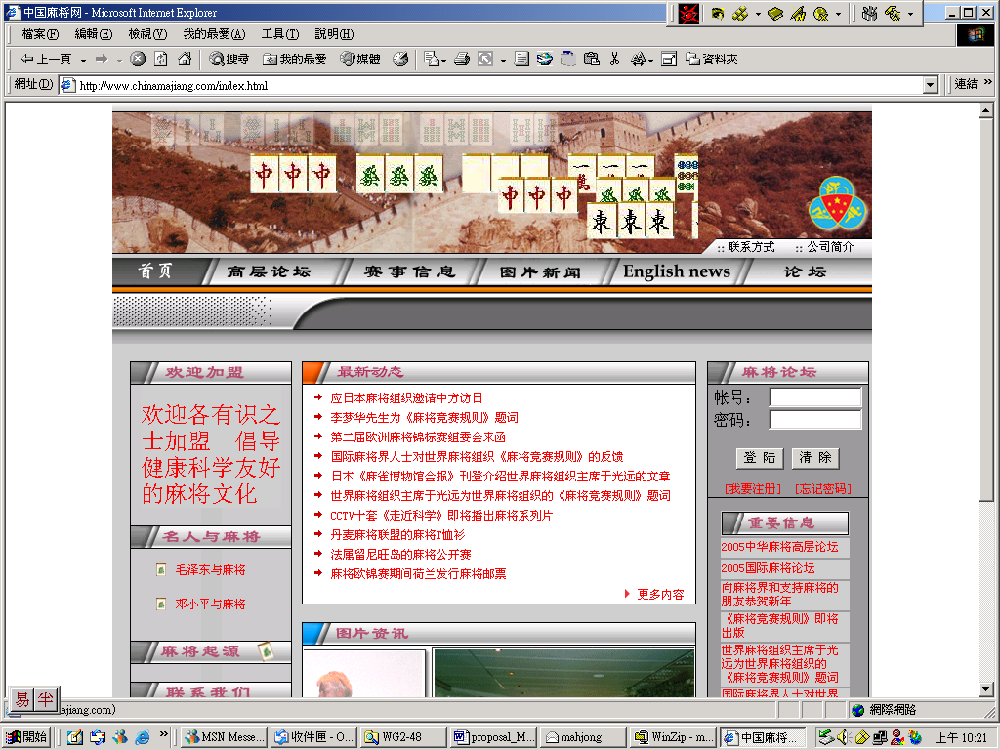 中国麻将网 - Microsoft Internet Explorer
檔案(F) 編輯(E) 檢視(V) 我的最愛(A) 工具(T) 說明(H)
上一頁 搜尋 我的最愛 媒體 資料夾
網址(D) http://www.chinamajiang.com/index.html 連結 »
中 中 中 發 發 發 一 一 一
萬
中 中 中 發 發 發
東 東 東
:: 联系方式 :: 公司简介
首页 高层论坛 赛事信息 图片新闻 English news 论坛
欢迎加盟
欢迎各有识之
士加盟 倡导
健康科学友好
的麻将文化
名人与麻将
毛泽东与麻将
邓小平与麻将
麻将起源
联系我们
最新动态
应日本麻将组织邀请中方访日
李梦华先生为《麻将竞赛规则》题词
第二届欧洲麻将锦标赛组委会来函
国际麻将界人士对世界麻将组织《麻将竞赛规则》的反馈
日本《麻雀博物馆会报》刊登介绍世界麻将组织主席于光远的文章
世界麻将组织主席于光远为世界麻将组织的《麻将竞赛规则》题词
CCTV十套《走近科学》即将播出麻将系列片
丹麦麻将联盟的麻将T恤衫
法属留尼旺岛的麻将公开赛
麻将欧锦赛期间荷兰发行麻将邮票
更多内容
图片资讯
麻将论坛
帐号：
密码：
登 陆 清 除
[我要注册] [忘记密码]
重要信息
2005中华麻将高层论坛
2005国际麻将论坛
向麻将界和支持麻将的
朋友恭贺新年
《麻将竞赛规则》即将
出版
世界麻将组织主席于光
远为世界麻将组织的
《麻将竞赛规则》题词
国际麻将界人士对世界
易 半 ajiang.com) 網際網路
開始 » MSN Messe... 收件匣 - O... WG2-48 proposal_M... mahjong WinZip - m... 中国麻将... 上午 10:21